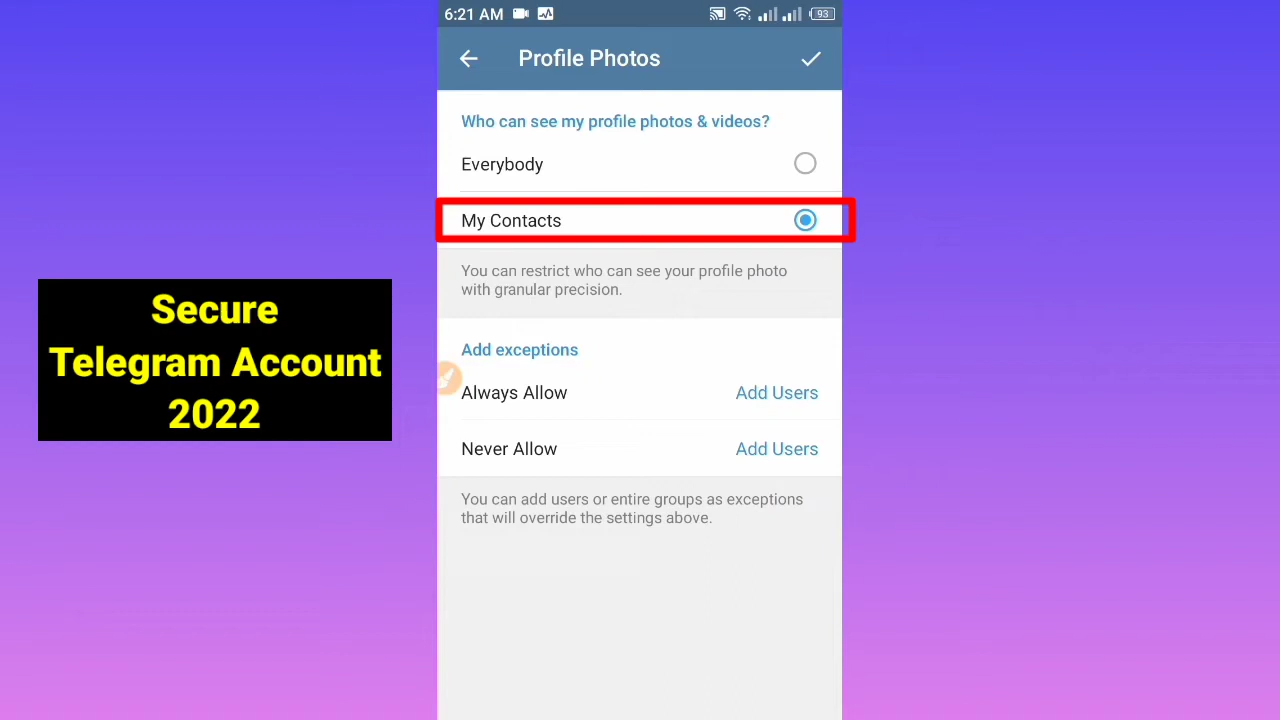 6:21 AM
93
Profile Photos
Who can see my profile photos & videos?
Everybody
My Contacts
You can restrict who can see your profile photo
with granular precision.
Add exceptions
Always Allow Add Users
Never Allow Add Users
You can add users or entire groups as exceptions
that will override the settings above.
Secure
Telegram Account
2022